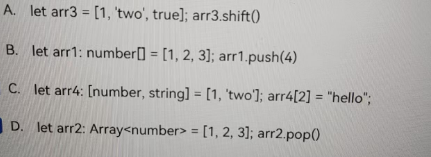 A. let arr3 = [1, 'two', true]; arr3.shift()
B. let arr1: number[] = [1, 2, 3]; arr1.push(4)
C. let arr4: [number, string] = [1, 'two']; arr4[2] = "hello";
D. let arr2: Array<number> = [1, 2, 3]; arr2.pop()